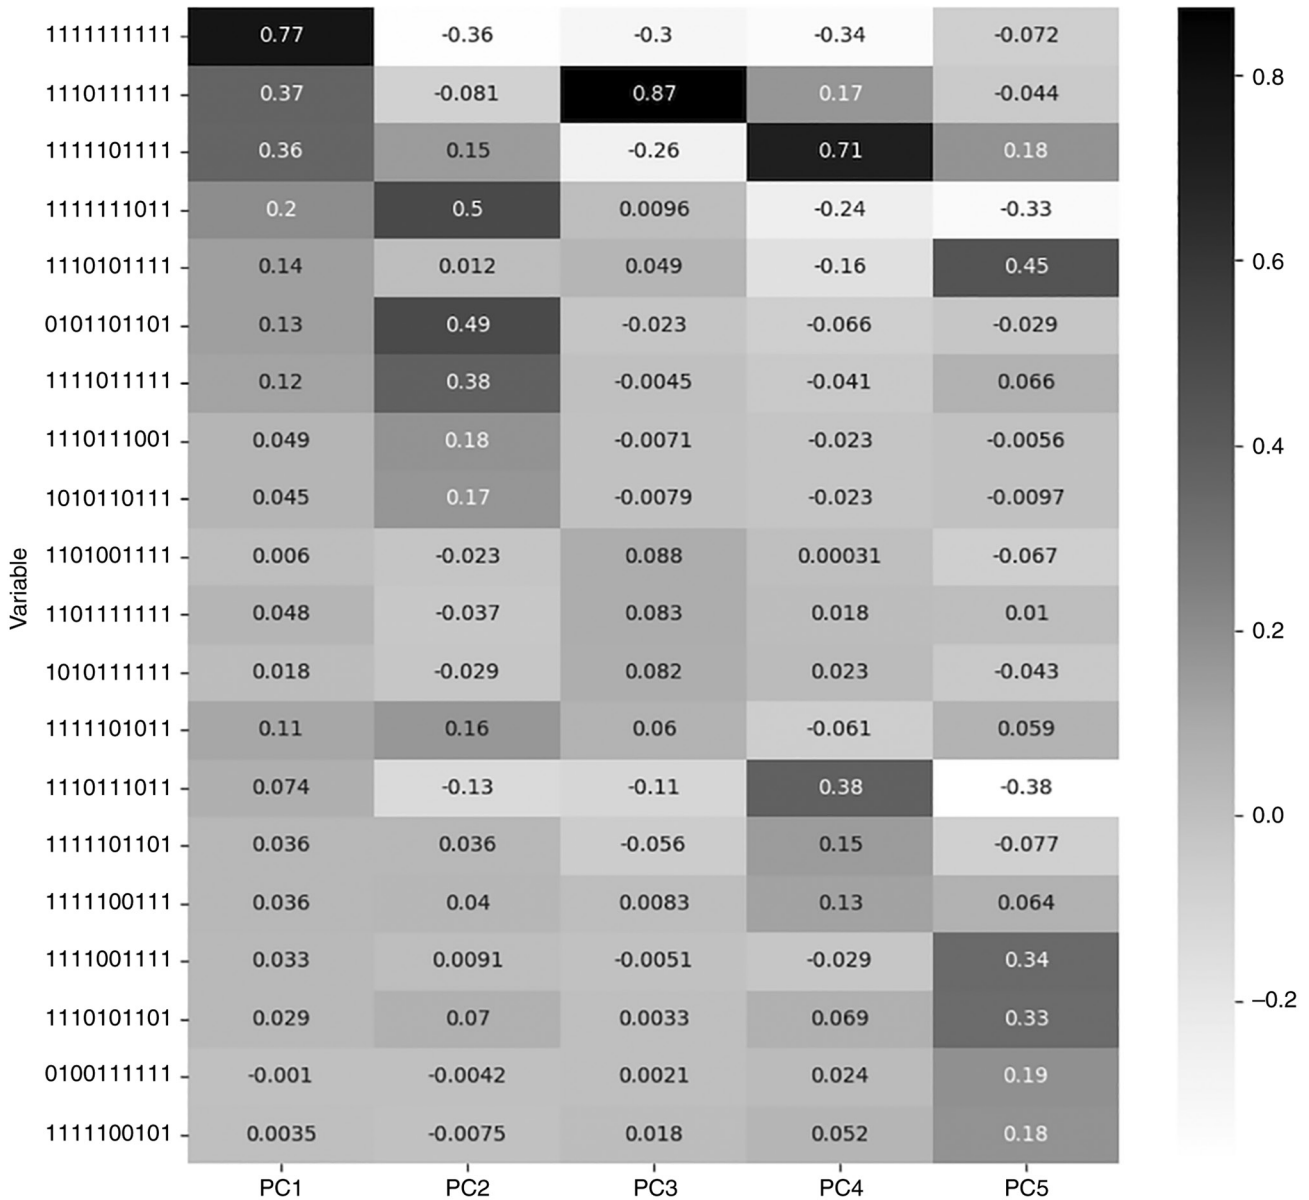 1111111111 0.77 -0.36 -0.3 -0.34 -0.072
1110111111 0.37 -0.081 0.87 0.17 -0.044
1111101111 0.36 0.15 -0.26 0.71 0.18
1111111011 0.2 0.5 0.0096 -0.24 -0.33
1110101111 0.14 0.012 0.049 -0.16 0.45
0101101101 0.13 0.49 -0.023 -0.066 -0.029
1111011111 0.12 0.38 -0.0045 -0.041 0.066
1110111001 0.049 0.18 -0.0071 -0.023 -0.0056
1010110111 0.045 0.17 -0.0079 -0.023 -0.0097
1101001111 0.006 -0.023 0.088 0.00031 -0.067
1101111111 0.048 -0.037 0.083 0.018 0.01
1010111111 0.018 -0.029 0.082 0.023 -0.043
1111101011 0.11 0.16 0.06 -0.061 0.059
1110111011 0.074 -0.13 -0.11 0.38 -0.38
1111101101 0.036 0.036 -0.056 0.15 -0.077
1111100111 0.036 0.04 0.0083 0.13 0.064
1111001111 0.033 0.0091 -0.0051 -0.029 0.34
1110101101 0.029 0.07 0.0033 0.069 0.33
0100111111 -0.001 -0.0042 0.0021 0.024 0.19
1111100101 0.0035 -0.0075 0.018 0.052 0.18
PC1 PC2 PC3 PC4 PC5
Variable
0.8
0.6
0.4
0.2
0.0
−0.2